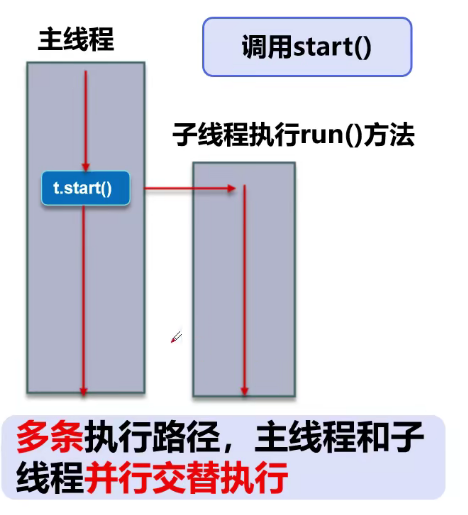 主线程
调用start()
子线程执行run()方法
t.start()
多条执行路径，主线程和子
线程并行交替执行